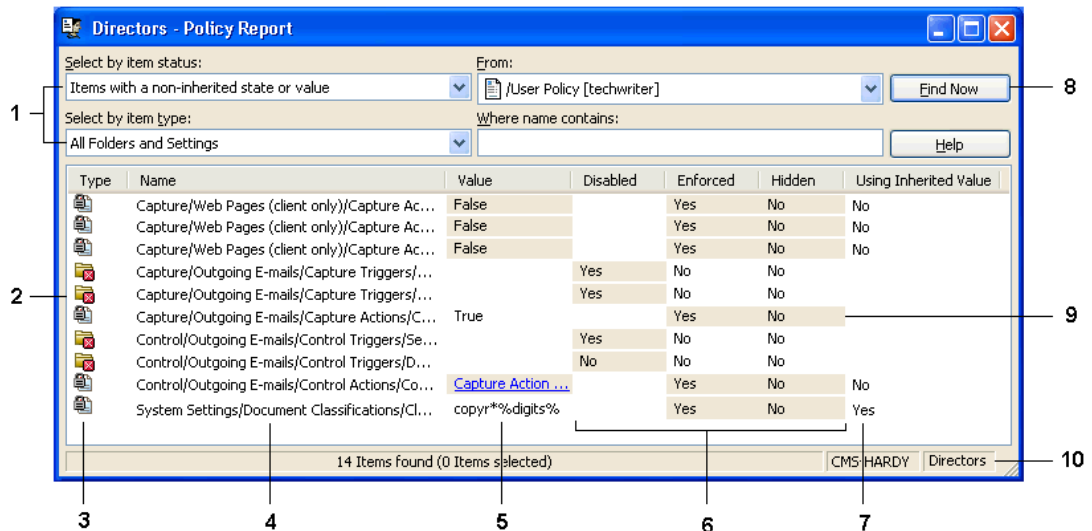 Directors - Policy Report
Select by item status:
From:
Items with a non-inherited state or value
/User Policy [techwriter]
Find Now
8
1
Select by item type:
Where name contains:
All Folders and Settings
Help
Type Name Value Disabled Enforced Hidden Using Inherited Value
Capture/Web Pages (client only)/Capture Ac... False Yes No No
Capture/Web Pages (client only)/Capture Ac... False Yes No No
Capture/Web Pages (client only)/Capture Ac... False Yes No No
Capture/Outgoing E-mails/Capture Triggers/... Yes No No
2
Capture/Outgoing E-mails/Capture Triggers/... Yes No No
Capture/Outgoing E-mails/Capture Actions/C... True Yes No
9
Control/Outgoing E-mails/Control Triggers/Se... Yes No No
Control/Outgoing E-mails/Control Triggers/D... No No No
Control/Outgoing E-mails/Control Actions/Co... Capture Action ... Yes No No
System Settings/Document Classifications/Cl... copyr*%digits% Yes No Yes
14 Items found (0 Items selected) CMS-HARDY Directors
10
3 4 5 6 7